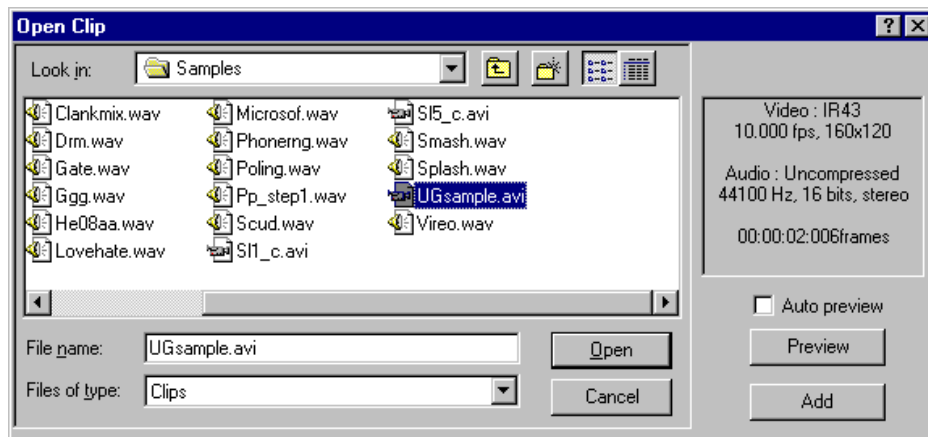 Open Clip
Look in: Samples
Clankmix.wav
Drm.wav
Gate.wav
Ggg.wav
He08aa.wav
Lovehate.wav
Microsof.wav
Phonerng.wav
Poling.wav
Pp_step1.wav
Scud.wav
Sl1_c.avi
Sl5_c.avi
Smash.wav
Splash.wav
UGsample.avi
Vireo.wav
File name: UGsample.avi
Open
Files of type: Clips
Cancel
Video : IR43
10.000 fps, 160x120
Audio : Uncompressed
44100 Hz, 16 bits, stereo
00:00:02:006frames
Auto preview
Preview
Add